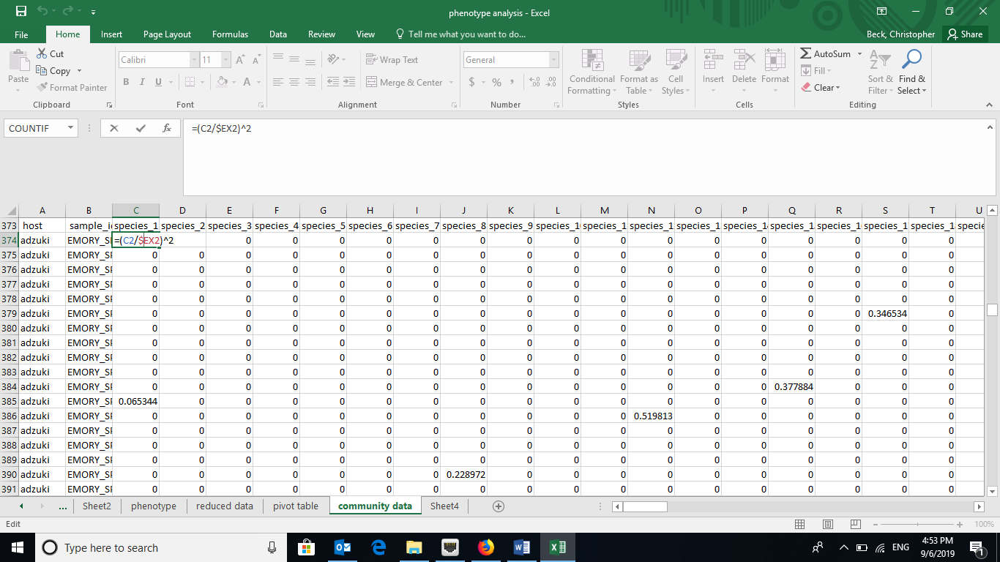 phenotype analysis - Excel
File Home Insert Page Layout Formulas Data Review View Tell me what you want to do... Beck, Christopher Share
Paste Cut Copy Format Painter
Calibri 11
B I U A A A
Wrap Text
Merge & Center
General
$ % ,
Conditional Formatting Format as Table Cell Styles
Insert Delete Format
AutoSum Fill Clear
Sort & Filter Find & Select
Clipboard Font Alignment Number Styles Cells Editing
COUNTIF fx =(C2/$EX2)^2
A B C D E F G H I J K L M N O P Q R S T U
373 host sample_i species_1 species_2 species_3 species_4 species_5 species_6 species_7 species_8 species_9 species_1 species_1 species_1 species_1 species_1 species_1 species_1 species_1 species_1 specie
374 adzuki EMORY_S =(C2/$EX2)^2 0 0 0 0 0 0 0 0 0 0 0 0 0 0 0 0
375 adzuki EMORY_S 0 0 0 0 0 0 0 0 0 0 0 0 0 0 0 0 0 0
376 adzuki EMORY_S 0 0 0 0 0 0 0 0 0 0 0 0 0 0 0 0 0 0
377 adzuki EMORY_S 0 0 0 0 0 0 0 0 0 0 0 0 0 0 0 0 0 0
378 adzuki EMORY_S 0 0 0 0 0 0 0 0 0 0 0 0 0 0 0 0 0 0
379 adzuki EMORY_S 0 0 0 0 0 0 0 0 0 0 0 0 0 0 0 0 0.346534 0
380 adzuki EMORY_S 0 0 0 0 0 0 0 0 0 0 0 0 0 0 0 0 0 0
381 adzuki EMORY_S 0 0 0 0 0 0 0 0 0 0 0 0 0 0 0 0 0 0
382 adzuki EMORY_S 0 0 0 0 0 0 0 0 0 0 0 0 0 0 0 0 0 0
383 adzuki EMORY_S 0 0 0 0 0 0 0 0 0 0 0 0 0 0 0 0 0 0
384 adzuki EMORY_S 0 0 0 0 0 0 0 0 0 0 0 0 0 0 0.377884 0 0 0
385 adzuki EMORY_S 0.065344 0 0 0 0 0 0 0 0 0 0 0 0 0 0 0 0 0
386 adzuki EMORY_S 0 0 0 0 0 0 0 0 0 0 0 0.519813 0 0 0 0 0 0
387 adzuki EMORY_S 0 0 0 0 0 0 0 0 0 0 0 0 0 0 0 0 0 0
388 adzuki EMORY_S 0 0 0 0 0 0 0 0 0 0 0 0 0 0 0 0 0 0
389 adzuki EMORY_S 0 0 0 0 0 0 0 0 0 0 0 0 0 0 0 0 0 0
390 adzuki EMORY_S 0 0 0 0 0 0 0 0.228972 0 0 0 0 0 0 0 0 0 0
391 adzuki EMORY_S 0 0 0 0 0 0 0 0 0 0 0 0 0 0 0 0 0 0
... Sheet2 phenotype reduced data pivot table community data Sheet4
Edit 100%
Type here to search ENG 4:53 PM
9/6/2019 1